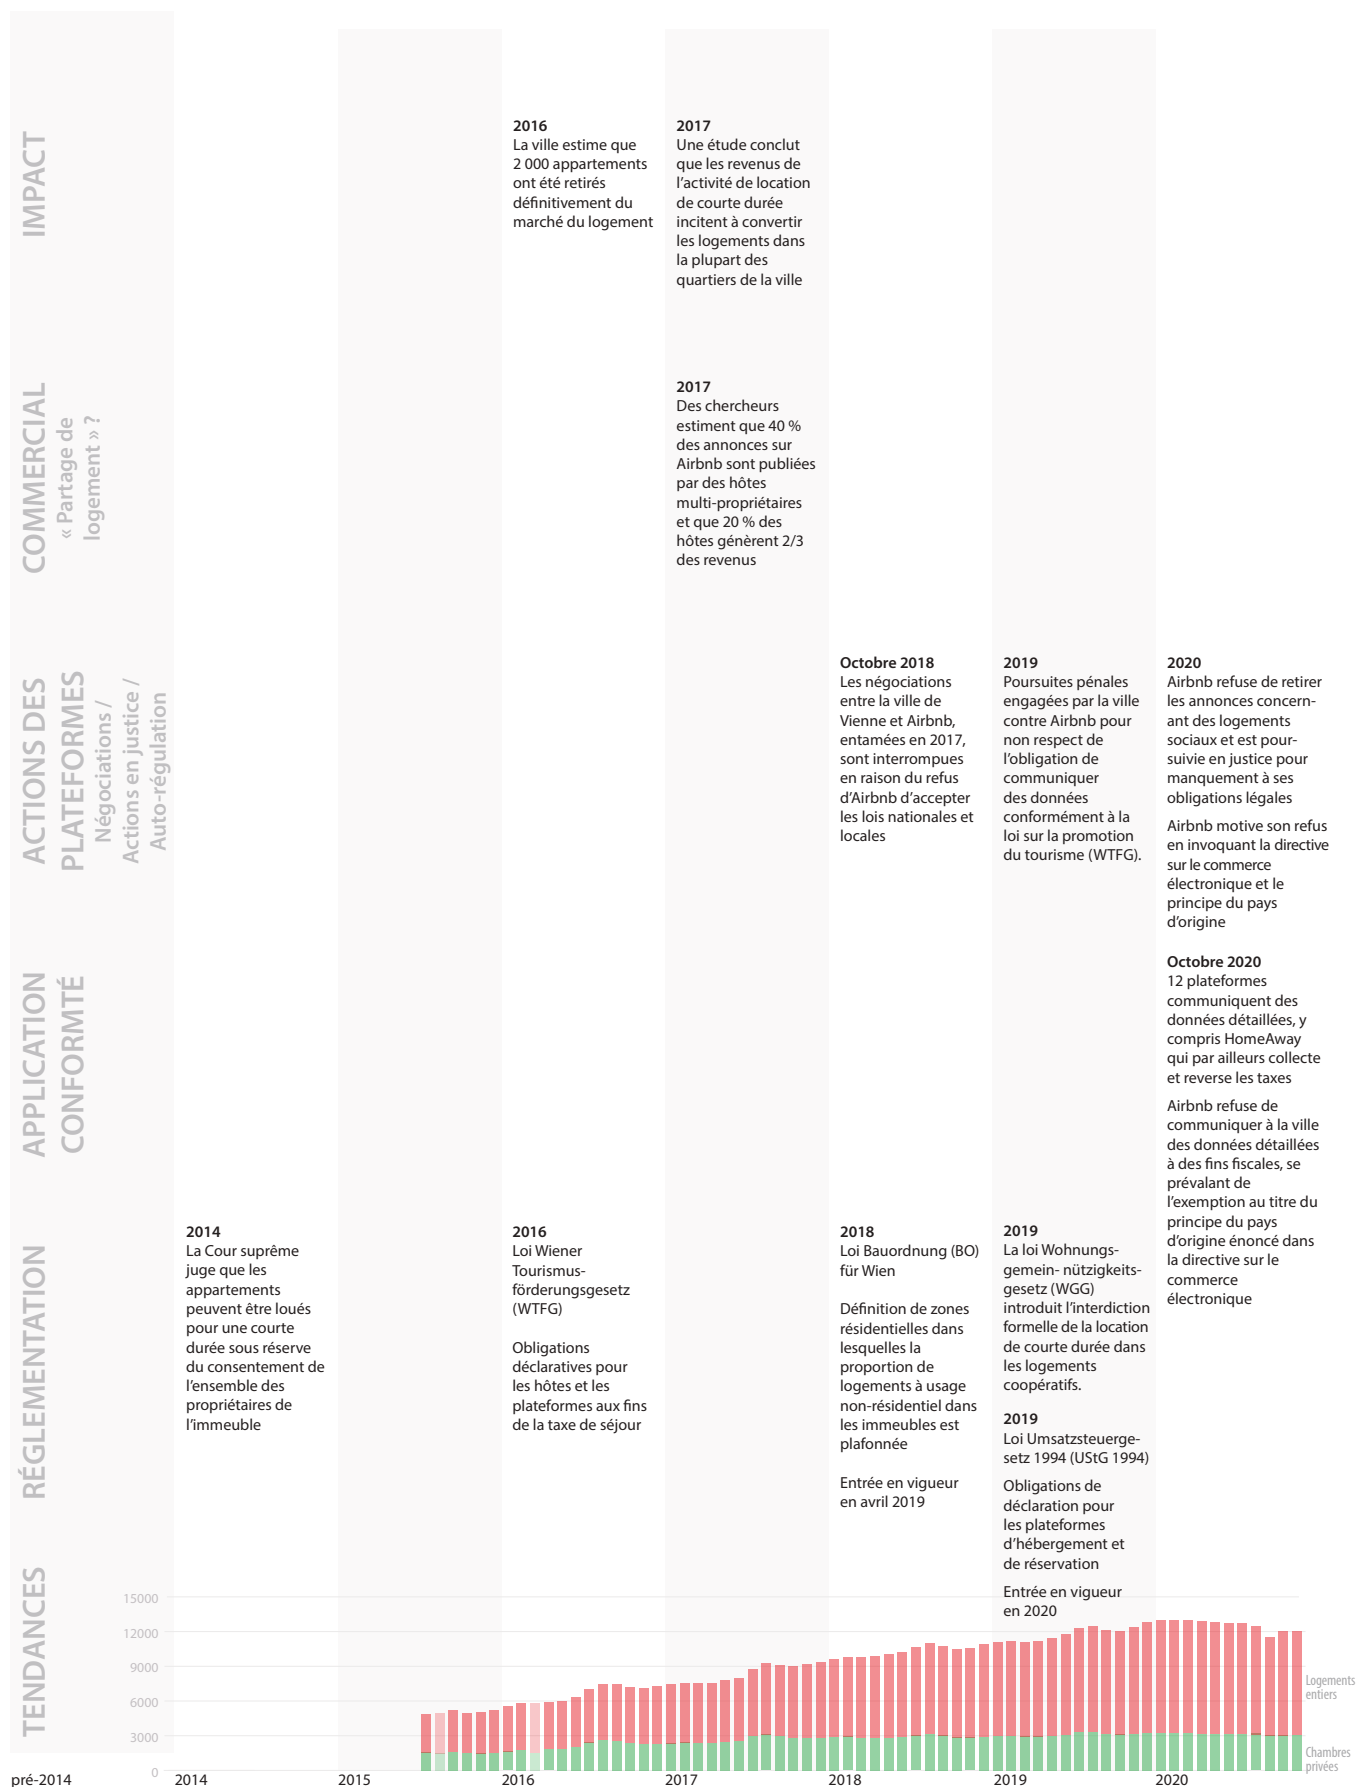 IMPACT
2016
La ville estime que
2 000 appartements
ont été retirés
définitivement du
marché du logement
2017
Une étude conclut
que les revenus de
l’activité de location
de courte durée
incitent à convertir
les logements dans
la plupart des
quartiers de la ville
COMMERCIAL
« Partage de
logement » ?
2017
Des chercheurs
estiment que 40 %
des annonces sur
Airbnb sont publiées
par des hôtes
multi-propriétaires
et que 20 % des
hôtes génèrent 2/3
des revenus
ACTIONS DES
PLATEFORMES
Négociations /
Actions en justice /
Auto-régulation
Octobre 2018
Les négociations
entre la ville de
Vienne et Airbnb,
entamées en 2017,
sont interrompues
en raison du refus
d’Airbnb d’accepter
les lois nationales et
locales
2019
Poursuites pénales
engagées par la ville
contre Airbnb pour
non respect de
l’obligation de
communiquer
des données
conformément à la
loi sur la promotion
du tourisme (WTFG).
2020
Airbnb refuse de retirer
les annonces concern-
ant des logements
sociaux et est pour-
suivie en justice pour
manquement à ses
obligations légales
Airbnb motive son refus
en invoquant la directive
sur le commerce
électronique et le
principe du pays
d’origine
APPLICATION
CONFORMTÉ
Octobre 2020
12 plateformes
communiquent des
données détaillées, y
compris HomeAway
qui par ailleurs collecte
et reverse les taxes
Airbnb refuse de
communiquer à la ville
des données détaillées
à des fins fiscales, se
prévalant de
l’exemption au titre du
principe du pays
d’origine énoncé dans
la directive sur le
commerce
électronique
RÉGLEMENTATION
2014
La Cour suprême
juge que les
appartements
peuvent être loués
pour une courte
durée sous réserve
du consentement de
l’ensemble des
propriétaires de
l’immeuble
2016
Loi Wiener
Tourismus-
förderungsgesetz
(WTFG)
Obligations
déclaratives pour
les hôtes et les
plateformes aux fins
de la taxe de séjour
2018
Loi Bauordnung (BO)
für Wien
Définition de zones
résidentielles dans
lesquelles la
proportion de
logements à usage
non-résidentiel dans
les immeubles est
plafonnée
Entrée en vigueur
en avril 2019
2019
La loi Wohnungs-
gemein- nützigkeits-
gesetz (WGG)
introduit l’interdiction
formelle de la location
de courte durée dans
les logements
coopératifs.
2019
Loi Umsatzsteuerge-
setz 1994 (UStG 1994)
Obligations de
déclaration pour
les plateformes
d’hébergement et
de réservation
Entrée en vigueur
en 2020
TENDANCES
15000
12000
9000
6000
3000
0
Logements
entiers
Chambres
privées
pré-2014
2014
2015
2016
2017
2018
2019
2020